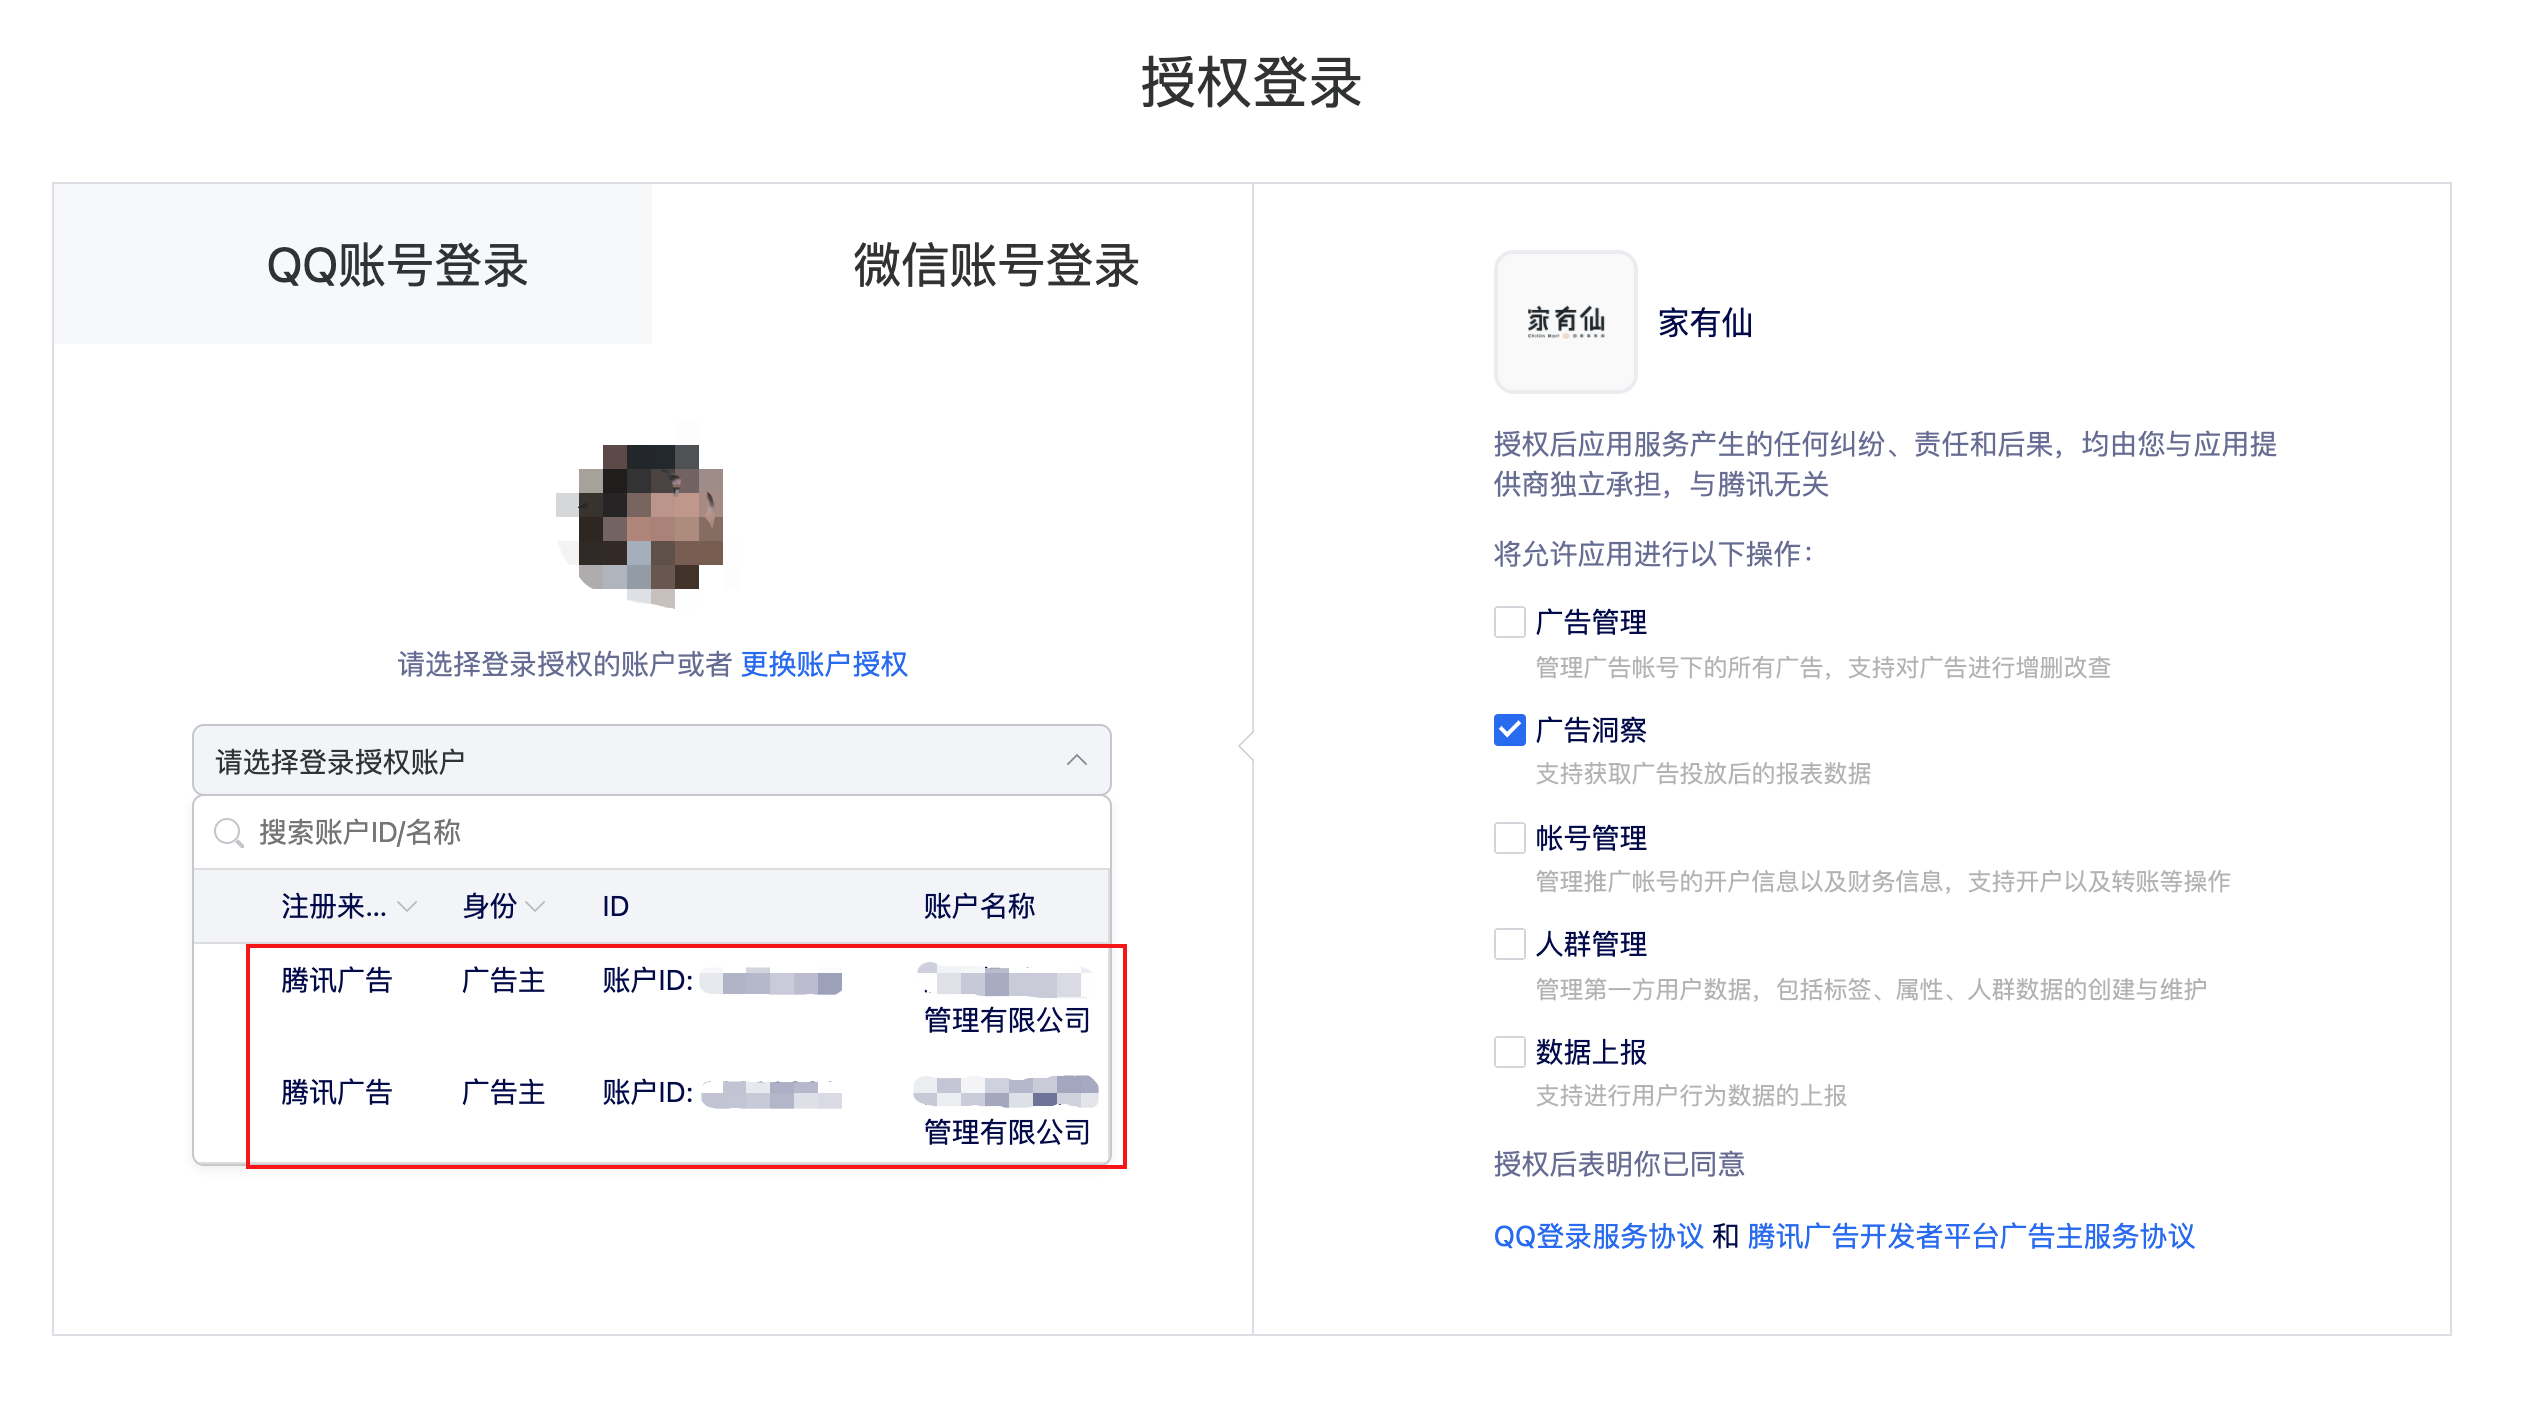 授权登录
QQ账号登录
微信账号登录
请选择登录授权的账户或者 更换账户授权
请选择登录授权账户
搜索账户ID/名称
注册来... 身份 ID 账户名称
腾讯广告 广告主 账户ID:
管理有限公司
腾讯广告 广告主 账户ID:
管理有限公司
家有仙
家有仙
授权后应用服务产生的任何纠纷、责任和后果，均由您与应用提
供商独立承担，与腾讯无关
将允许应用进行以下操作：
广告管理
管理广告帐号下的所有广告，支持对广告进行增删改查
广告洞察
支持获取广告投放后的报表数据
帐号管理
管理推广帐号的开户信息以及财务信息，支持开户以及转账等操作
人群管理
管理第一方用户数据，包括标签、属性、人群数据的创建与维护
数据上报
支持进行用户行为数据的上报
授权后表明你已同意
QQ登录服务协议 和 腾讯广告开发者平台广告主服务协议